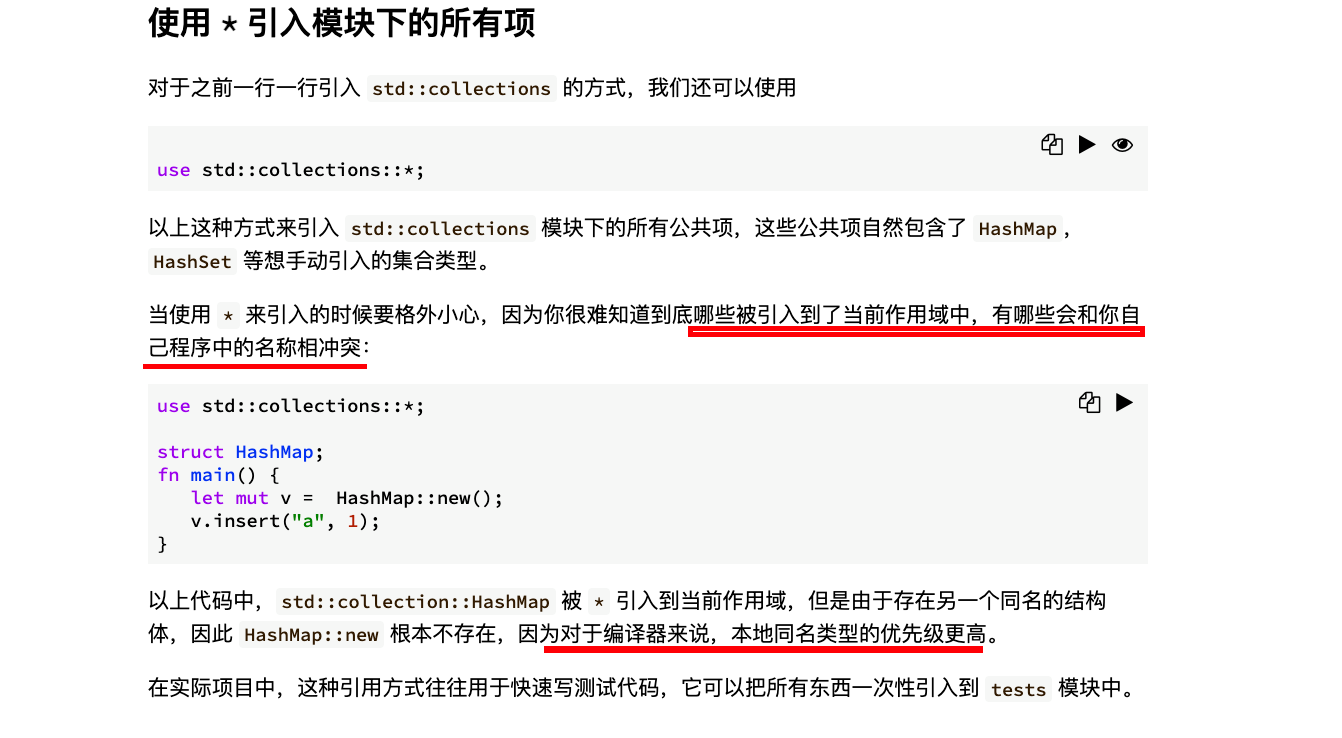 使用 * 引入模块下的所有项
对于之前一行一行引入 std::collections 的方式，我们还可以使用
use std::collections::*;
以上这种方式来引入 std::collections 模块下的所有公共项，这些公共项自然包含了 HashMap，
HashSet 等想手动引入的集合类型。
当使用 * 来引入的时候要格外小心，因为你很难知道到底哪些被引入到了当前作用域中，有哪些会和你自
己程序中的名称相冲突：
use std::collections::*;
struct HashMap;
fn main() {
   let mut v =  HashMap::new();
   v.insert("a", 1);
}
以上代码中， std::collection::HashMap 被 * 引入到当前作用域，但是由于存在另一个同名的结构
体，因此 HashMap::new 根本不存在，因为对于编译器来说，本地同名类型的优先级更高。
在实际项目中，这种引用方式往往用于快速写测试代码，它可以把所有东西一次性引入到 tests 模块中。